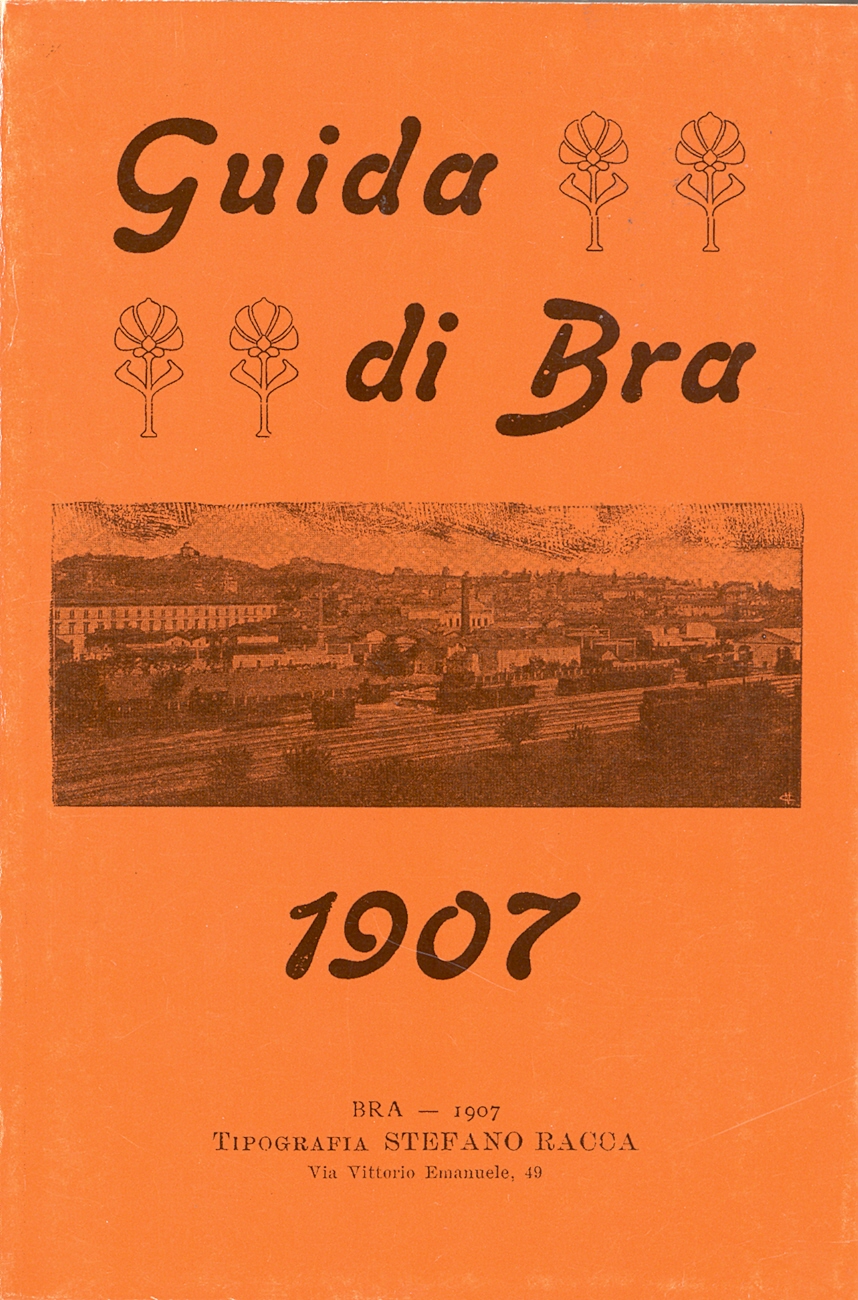 Guida
di Bra
1907
BRA — 1907
TIPOGRAFIA STEFANO RACCA
Via Vittorio Emanuele, 49